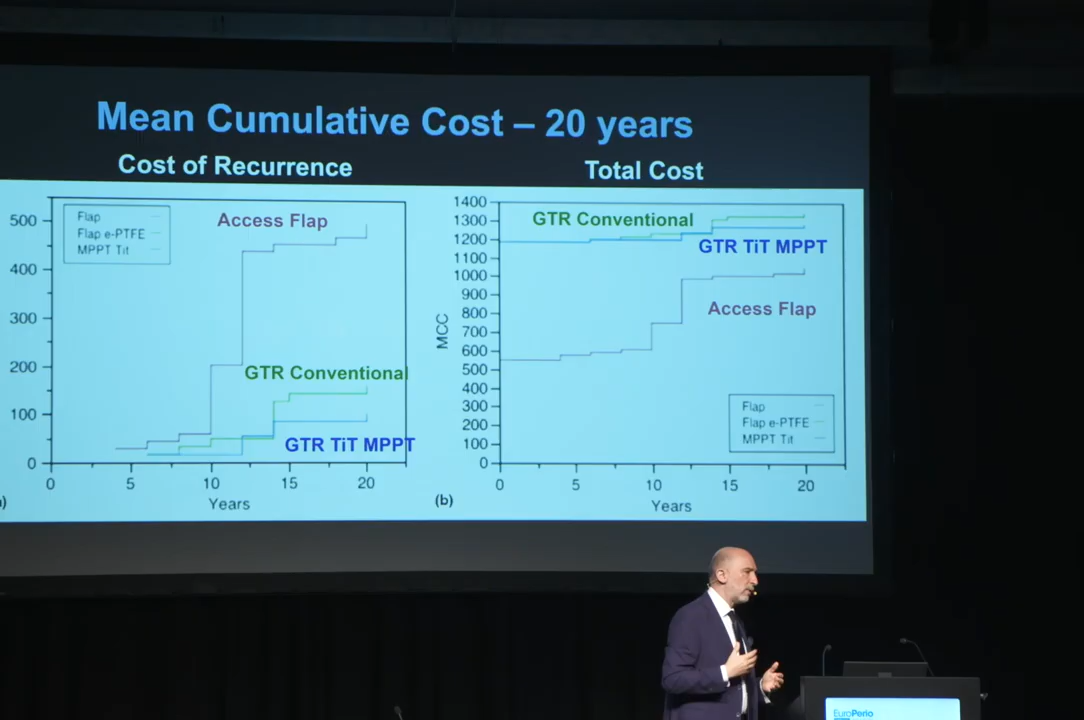 Mean Cumulative Cost – 20 years
Cost of Recurrence
Total Cost
500
400
300
200
100
0
Flap
Flap e-PTFE
MPPT Tit
Access Flap
GTR Conventional
GTR TiT MPPT
0 5 10 15 20
Years
)
1400
1300
1200
1100
1000
900
800
700
600
500
400
300
200
100
0
MCC
GTR Conventional
GTR TiT MPPT
Access Flap
Flap
Flap e-PTFE
MPPT Tit
0 5 10 15 20
(b)
Years
EuroPerio